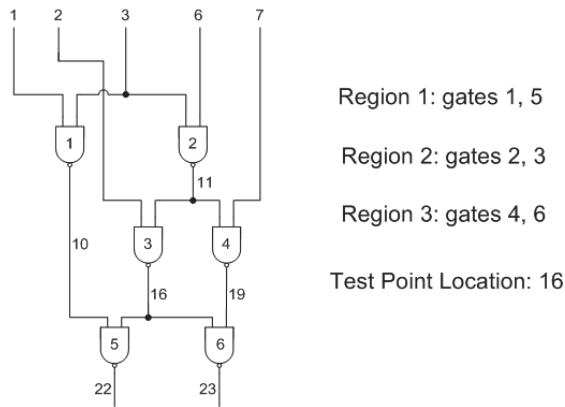 1 2 3 6 7
Region 1: gates 1, 5
1 2
Region 2: gates 2, 3
11
Region 3: gates 4, 6
10 3 4
Test Point Location: 16
16 19
5 6
22 23